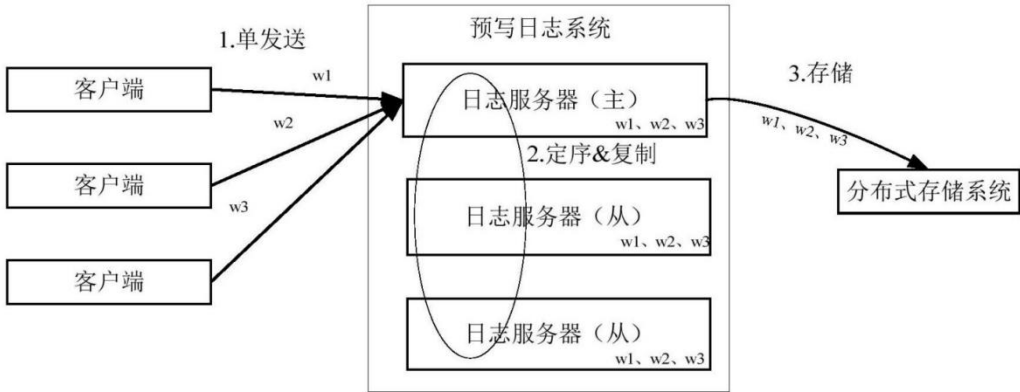 预写日志系统
1.单发送
客户端
w1
日志服务器（主）
w1、w2、w3
3.存储
w1、w2、w3
w2
2.定序&复制
客户端
w3
日志服务器（从）
w1、w2、w3
分布式存储系统
客户端
日志服务器（从）
w1、w2、w3